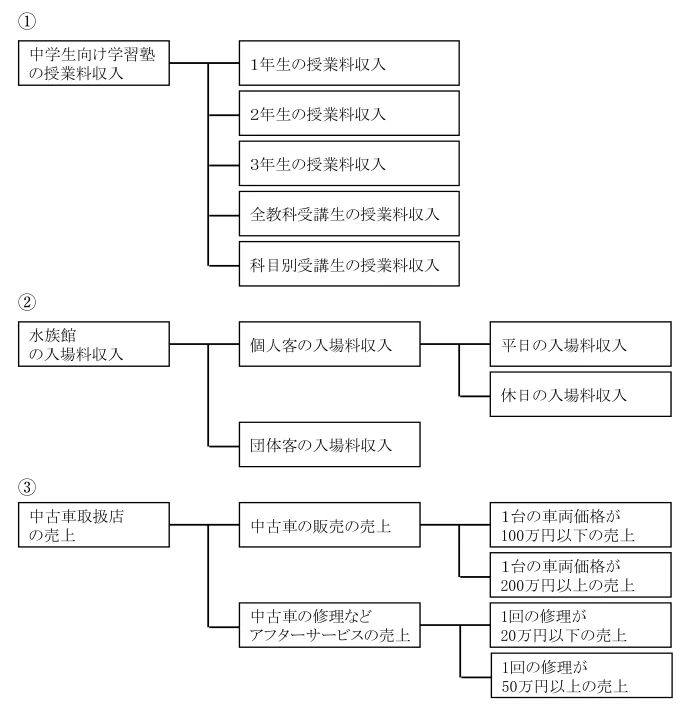 ①
中学生向け学習塾
の授業料収入
1年生の授業料収入
2年生の授業料収入
3年生の授業料収入
全教科受講生の授業料収入
科目別受講生の授業料収入
②
水族館
の入場料収入
個人客の入場料収入
平日の入場料収入
休日の入場料収入
団体客の入場料収入
③
中古車取扱店
の売上
中古車の販売の売上
1台の車両価格が
100万円以下の売上
1台の車両価格が
200万円以上の売上
中古車の修理など
アフターサービスの売上
1回の修理が
20万円以下の売上
1回の修理が
50万円以上の売上